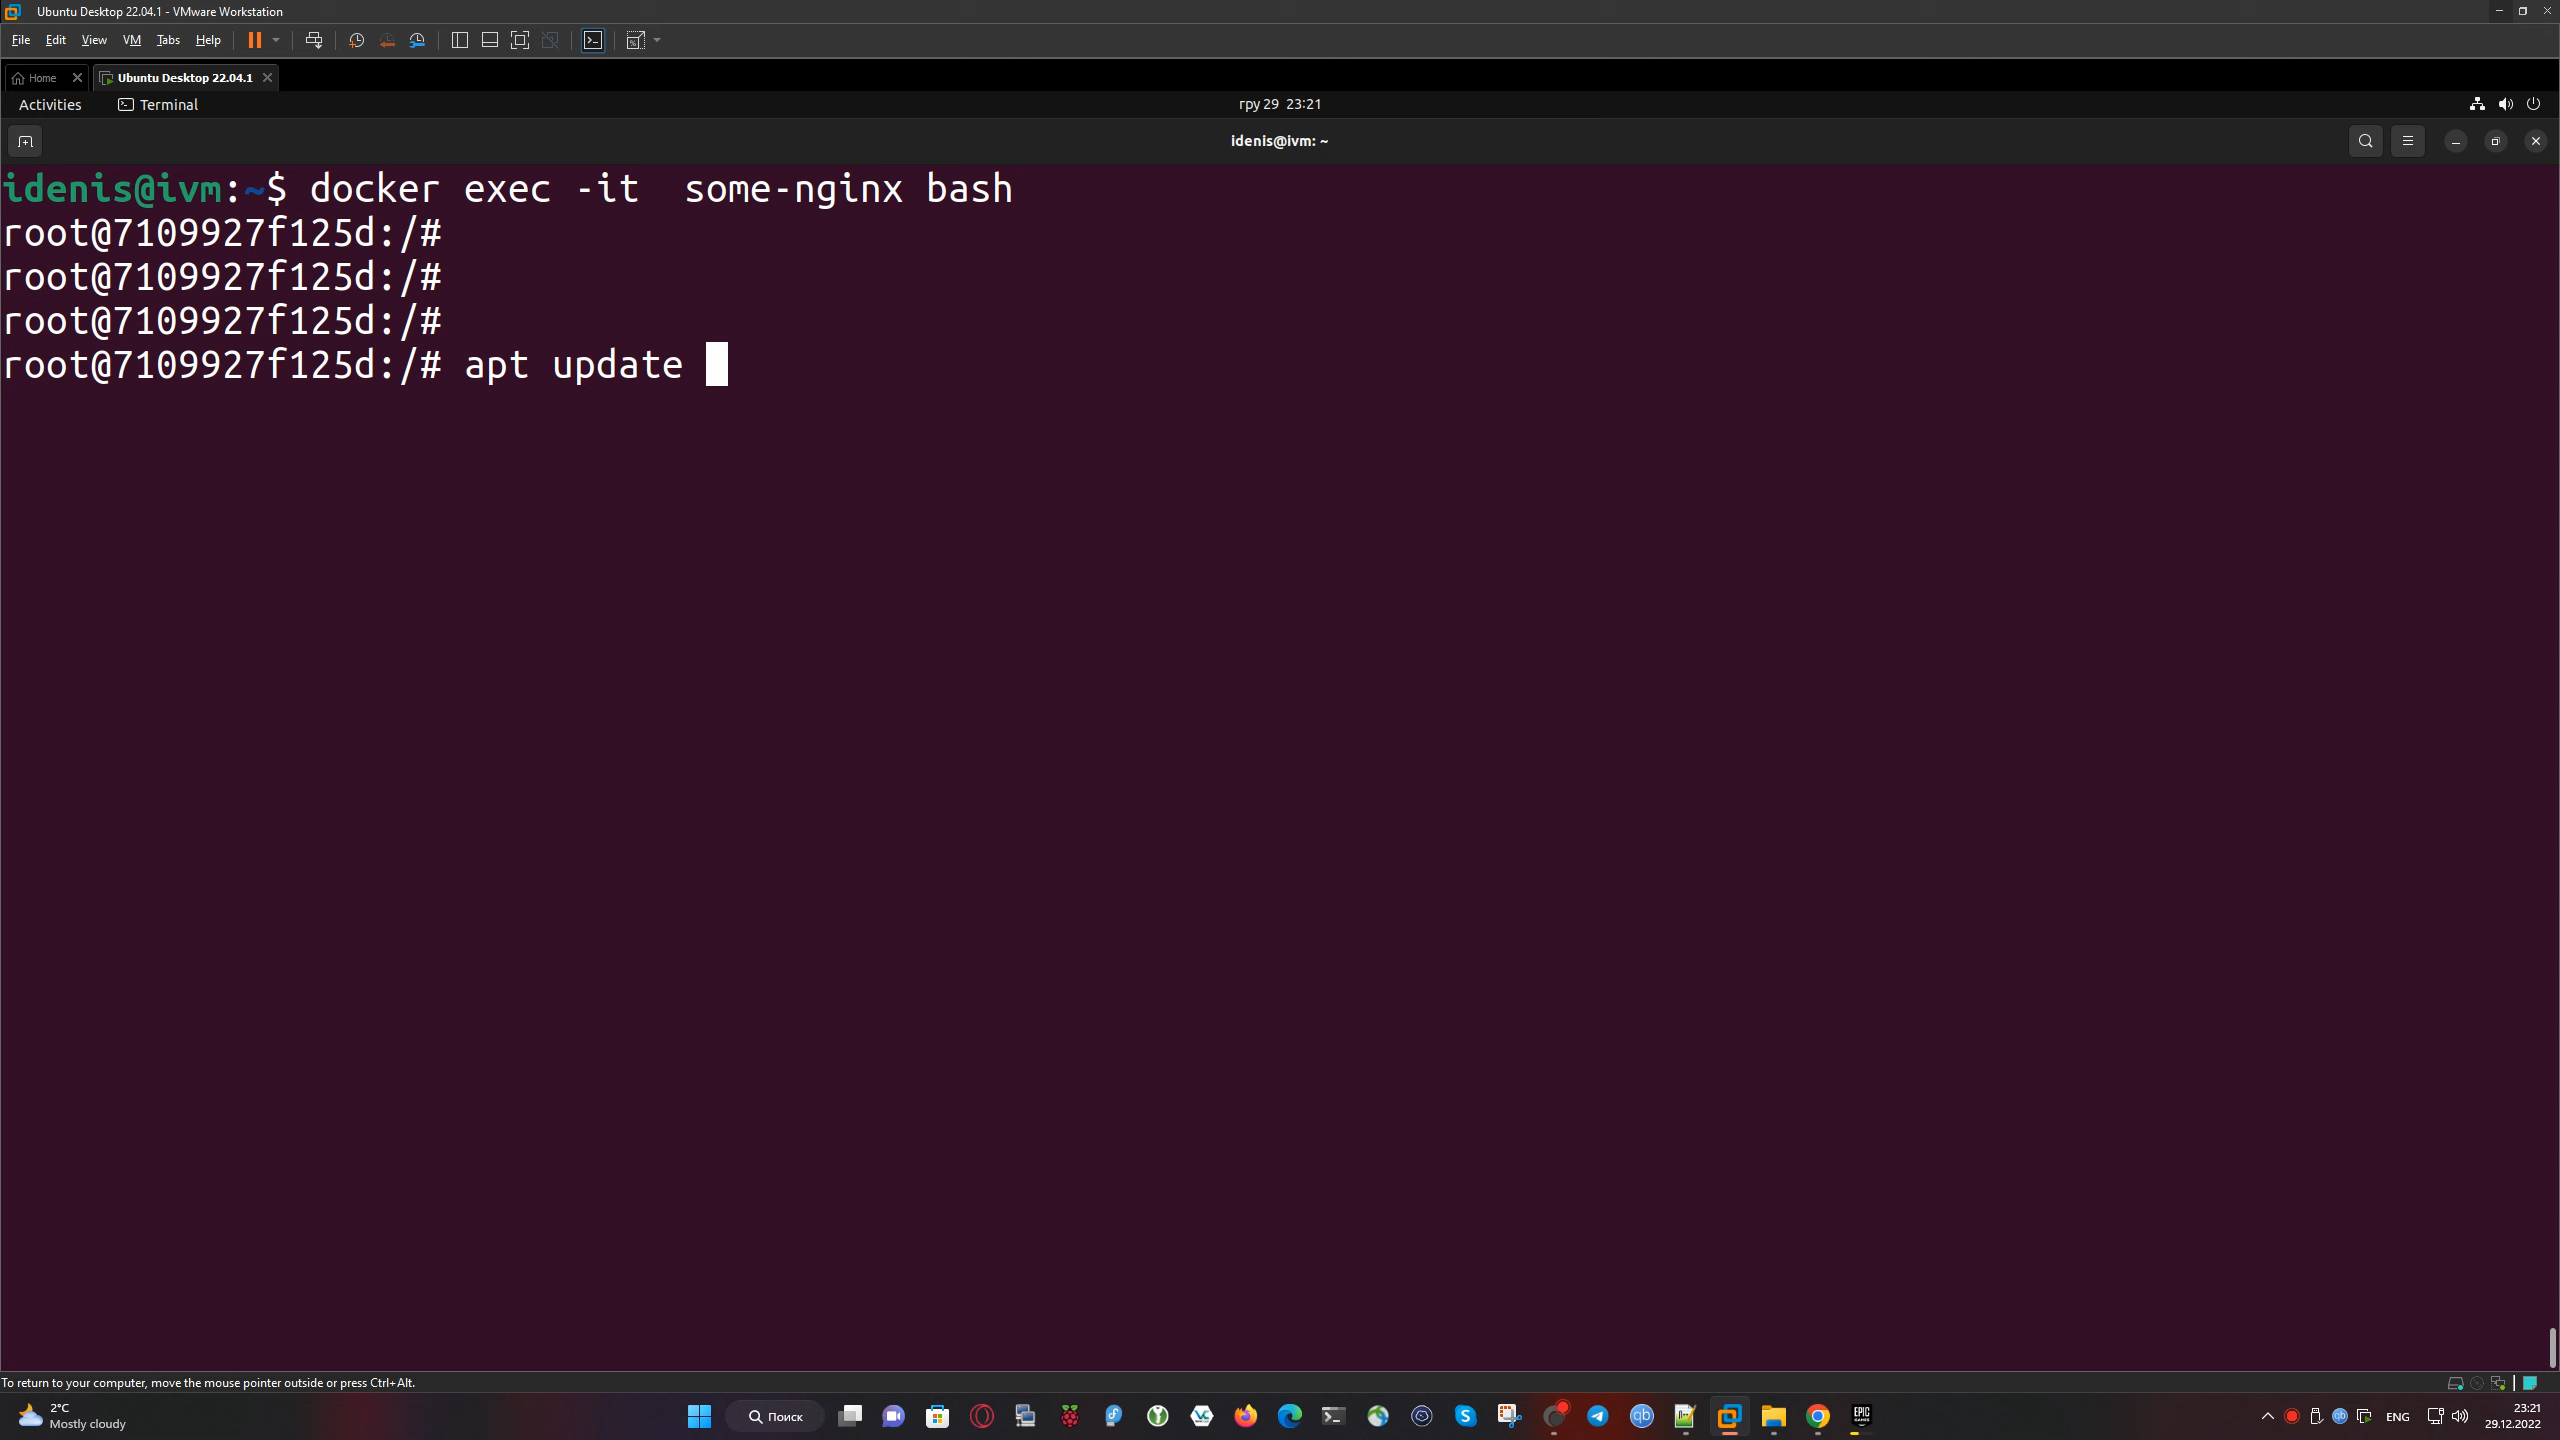 Ubuntu Desktop 22.04.1 - VMware Workstation
File Edit View VM Tabs Help
Home Ubuntu Desktop 22.04.1
Activities Terminal гру 29 23:21
idenis@ivm: ~
idenis@ivm:~$ docker exec -it  some-nginx bash
root@7109927f125d:/#
root@7109927f125d:/#
root@7109927f125d:/#
root@7109927f125d:/# apt update
To return to your computer, move the mouse pointer outside or press Ctrl+Alt.
2°C
Mostly cloudy
Поиск
qb
EPIC
GAMES
ENG
23:21
29.12.2022